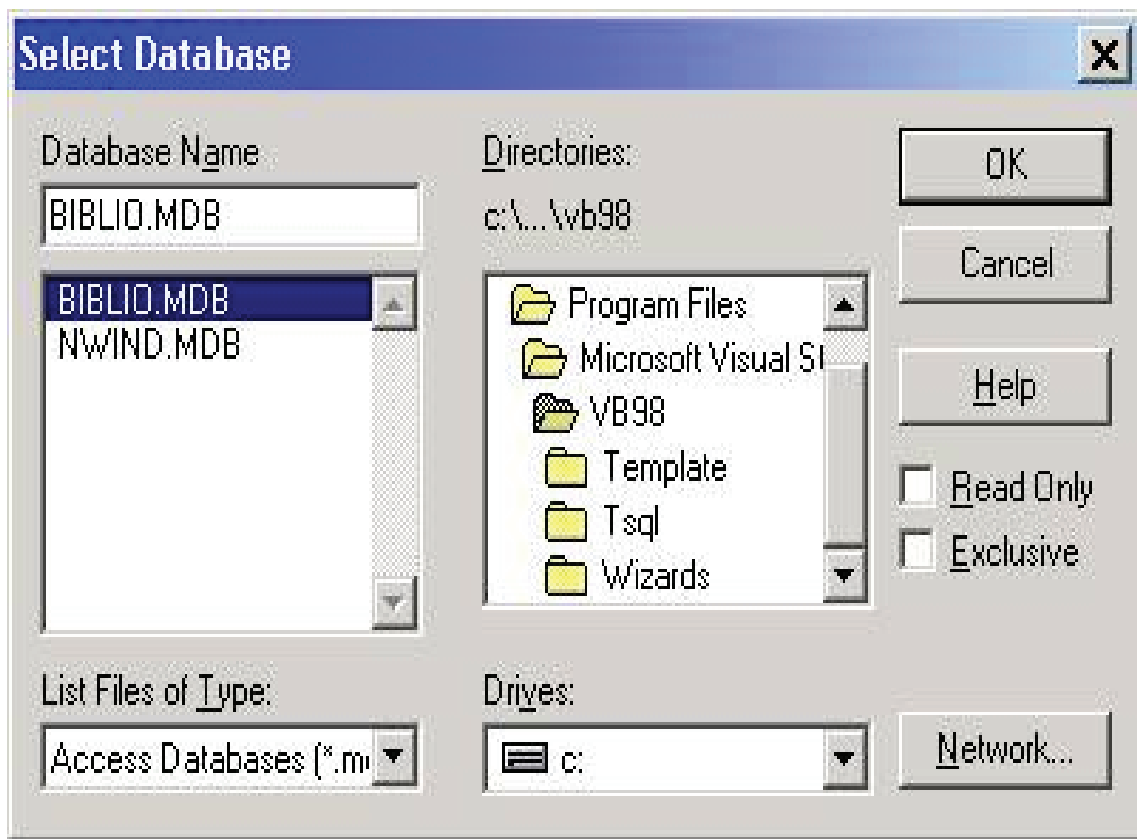 Select Database
Database Name
BIBLIO.MDB
BIBLIO.MDB
NWIND.MDB
List Files of Type:
Access Databases (*.m
Directories:
c:\...\vb98
Program Files
Microsoft Visual St
VB98
Template
Tsql
Wizards
Drives:
c:
OK
Cancel
Help
Read Only
Exclusive
Network...